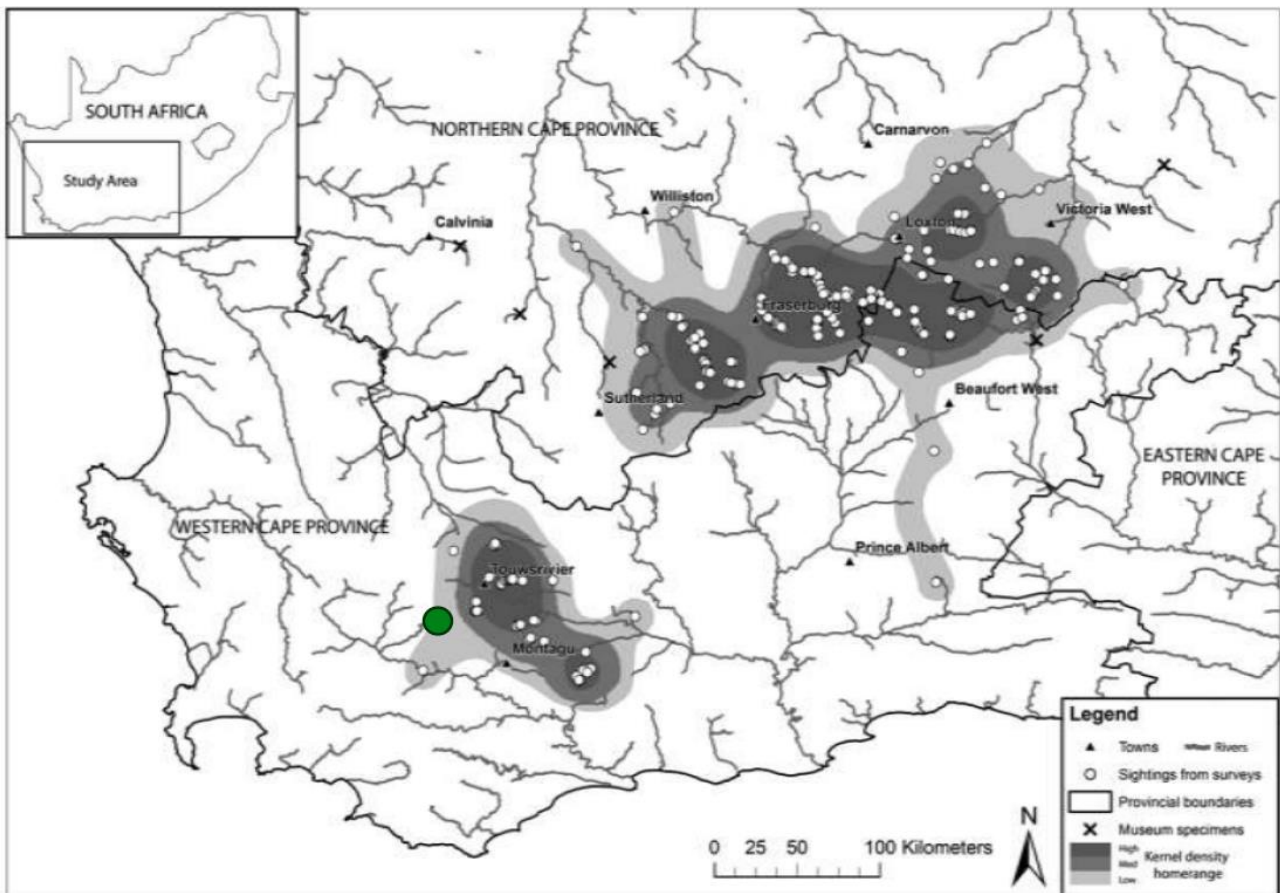 SOUTH AFRICA
Study Area
NORTHERN CAPE PROVINCE
Carnarvon
Williston
Calvinia
Loxton
Victoria West
Fraserburg
Sutherland
Beaufort West
EASTERN CAPE
PROVINCE
WESTERN CAPE PROVINCE
Prince Albert
Touwsrivier
Montagu
Legend
Towns Rivers
Sightings from surveys
Provincial boundaries
Museum specimens
High
Med Kernel density
Low homerange
N
0 25 50 100 Kilometers